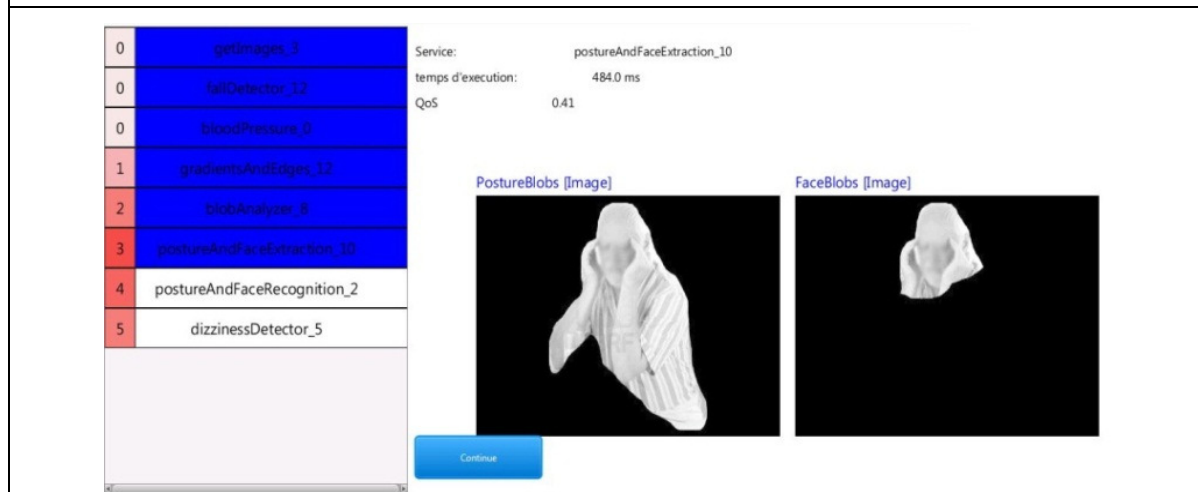 0 getImages_3
0 fallDetector_12
0 bloodPressure_0
1 gradientsAndEdges_12
2 blobAnalyzer_8
3 postureAndFaceExtraction_10
4 postureAndFaceRecognition_2
5 dizzinessDetector_5
Service: postureAndFaceExtraction_10
temps d'execution: 484.0 ms
QoS 0.41
PostureBlobs [Image]
FaceBlobs [Image]
Continue